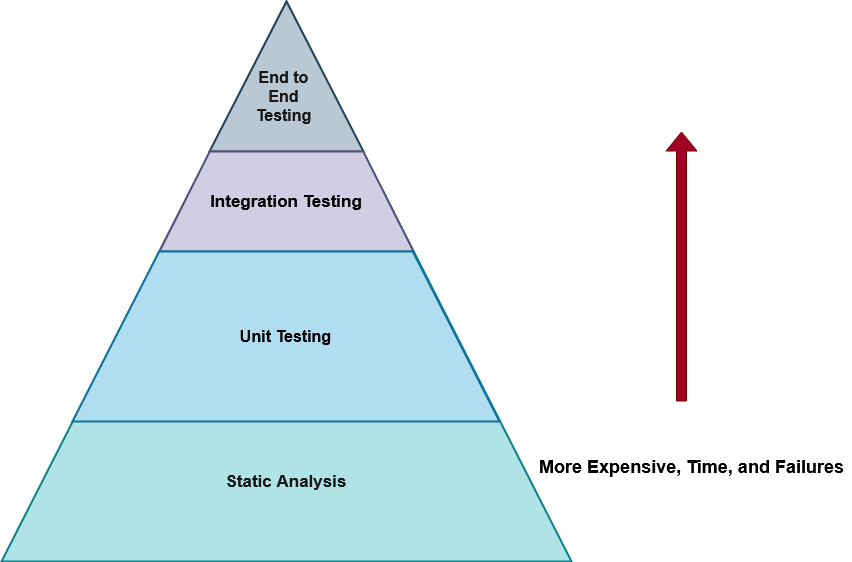 End to
End
Testing
Integration Testing
Unit Testing
Static Analysis
More Expensive, Time, and Failures